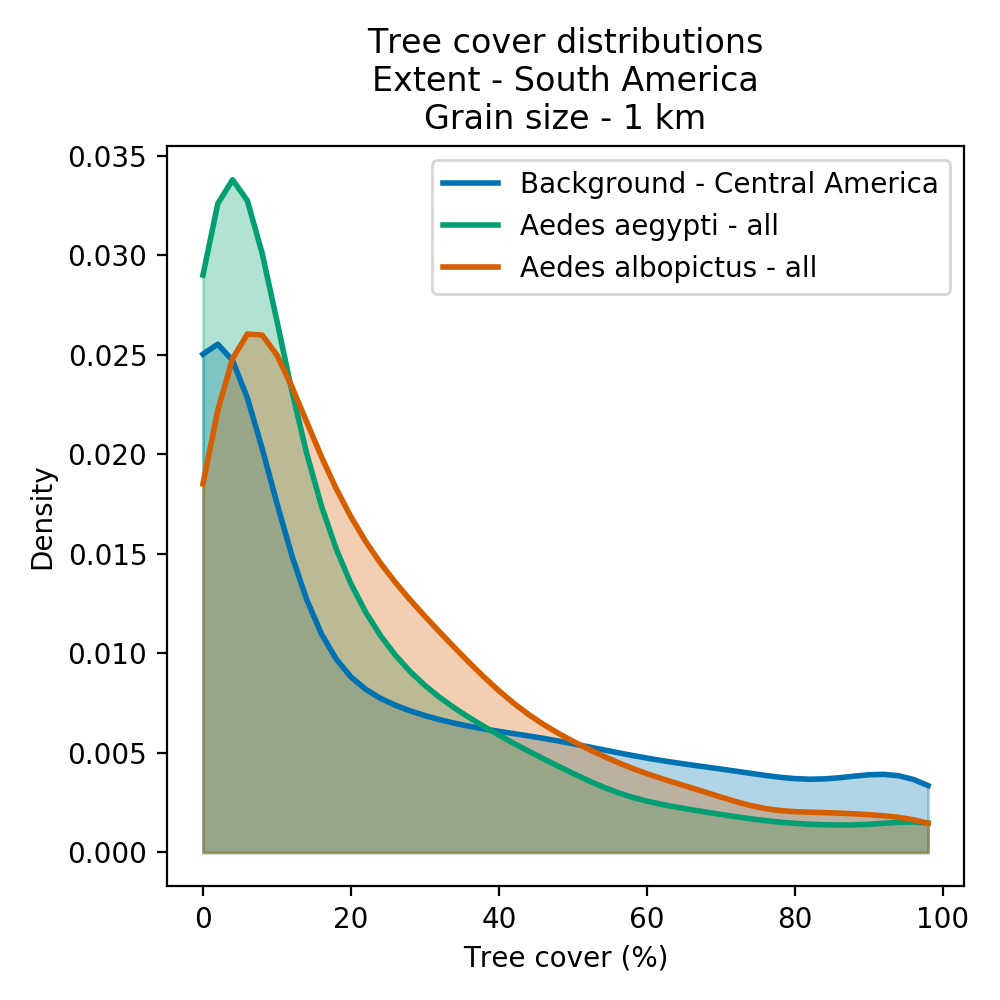 Tree cover distributions
Extent - South America
Grain size - 1 km
Background - Central America
Aedes aegypti - all
Aedes albopictus - all
Density
0.035
0.030
0.025
0.020
0.015
0.010
0.005
0.000
0 20 40 60 80 100
Tree cover (%)